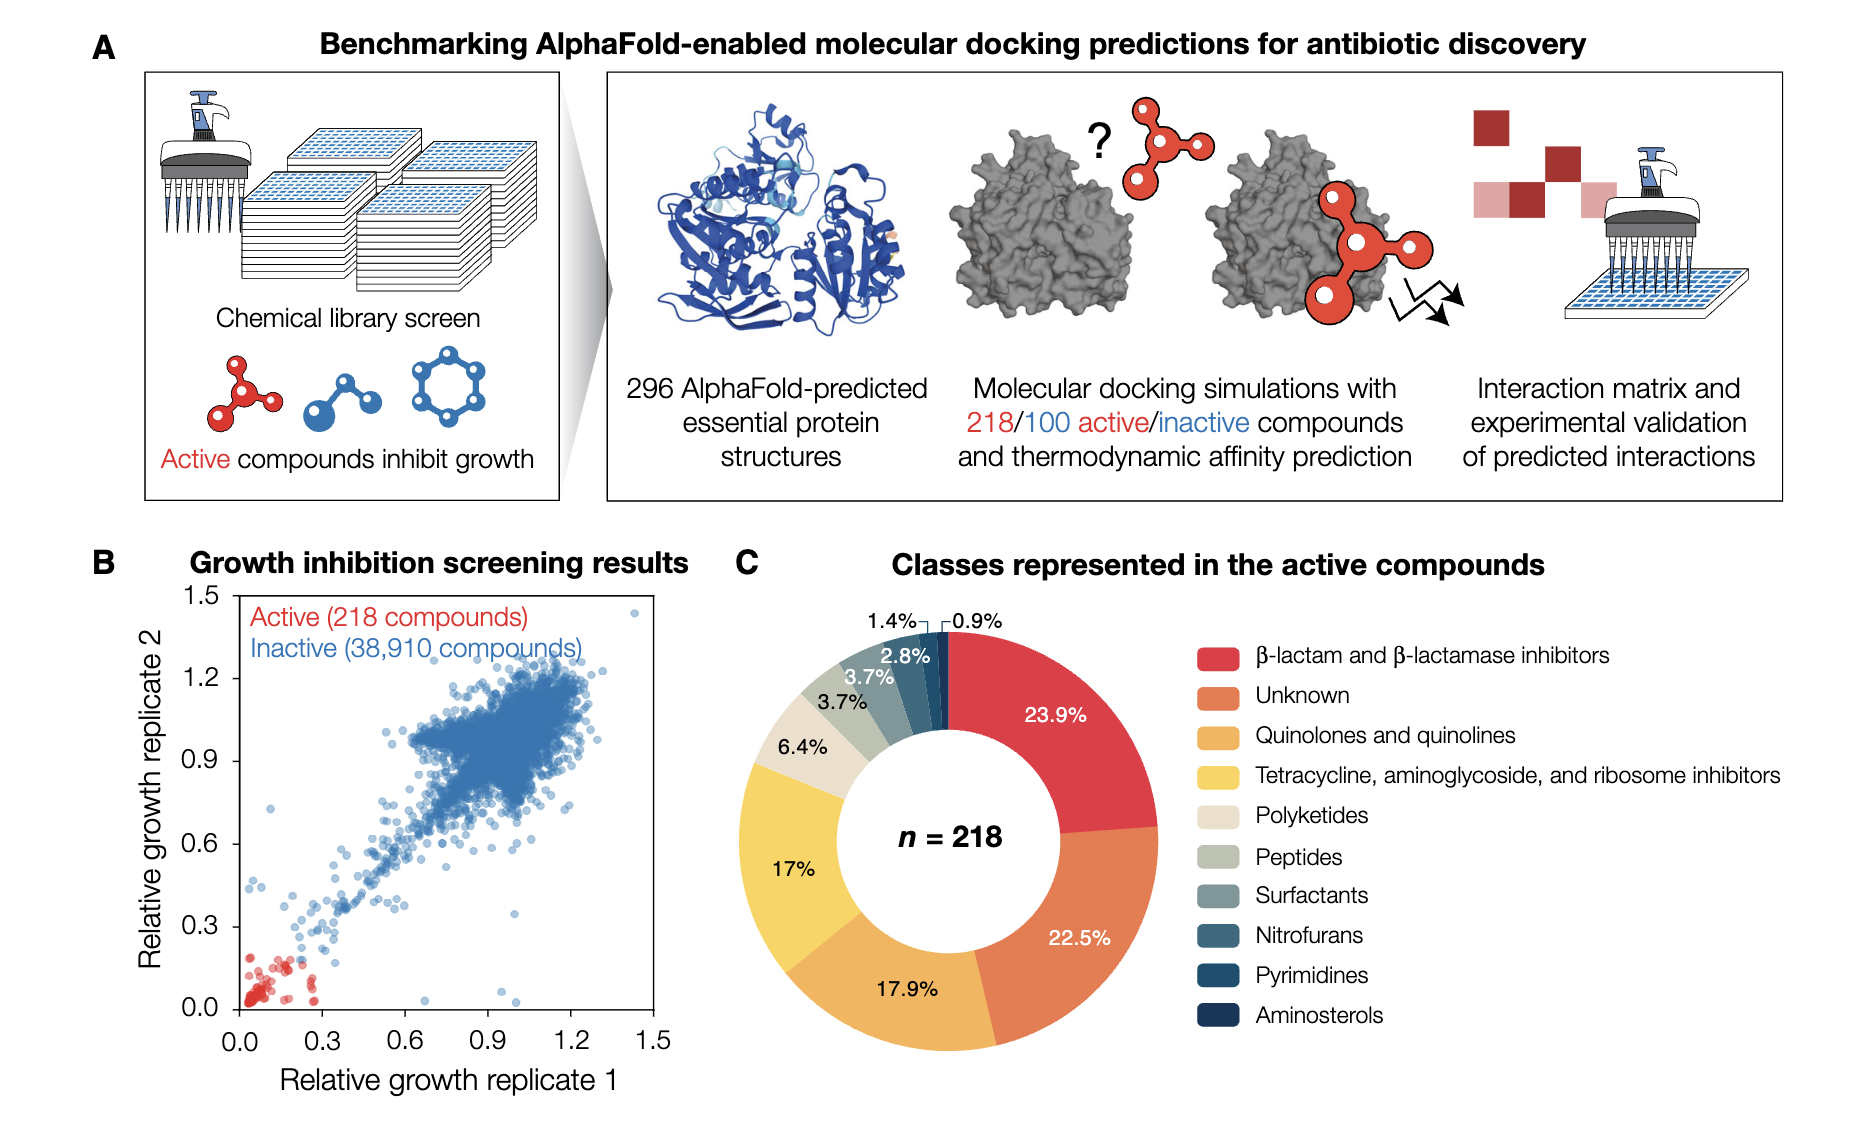 A
Benchmarking AlphaFold-enabled molecular docking predictions for antibiotic discovery
Chemical library screen
Active compounds inhibit growth
296 AlphaFold-predicted
essential protein
structures
?
Molecular docking simulations with
218/100 active/inactive compounds
and thermodynamic affinity prediction
Interaction matrix and
experimental validation
of predicted interactions
B
Growth inhibition screening results
Active (218 compounds)
Inactive (38,910 compounds)
Relative growth replicate 2
1.5
1.2
0.9
0.6
0.3
0.0
0.0
0.3
0.6
0.9
1.2
1.5
Relative growth replicate 1
C
Classes represented in the active compounds
1.4%
0.9%
2.8%
3.7%
3.7%
6.4%
17%
17.9%
22.5%
23.9%
n = 218
β-lactam and β-lactamase inhibitors
Unknown
Quinolones and quinolines
Tetracycline, aminoglycoside, and ribosome inhibitors
Polyketides
Peptides
Surfactants
Nitrofurans
Pyrimidines
Aminosterols